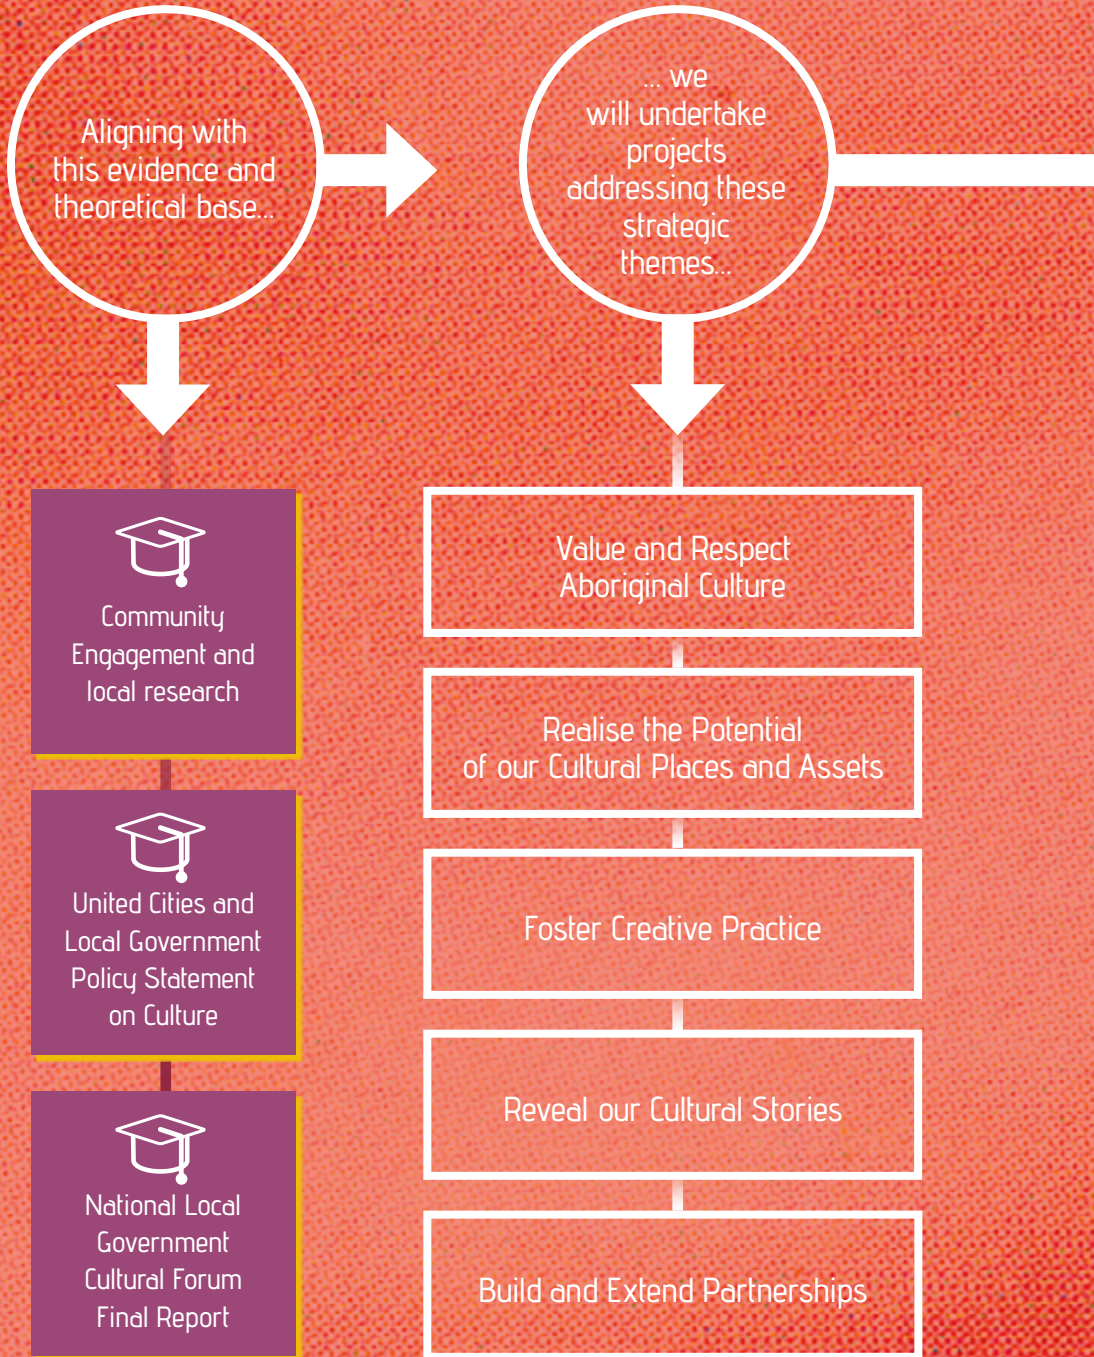 Aligning with
this evidence and
theoretical base...
... we
will undertake
projects
addressing these
strategic
themes...
Community
Engagement and
local research
United Cities and
Local Government
Policy Statement
on Culture
National Local
Government
Cultural Forum
Final Report
Value and Respect
Aboriginal Culture
Realise the Potential
of our Cultural Places and Assets
Foster Creative Practice
Reveal our Cultural Stories
Build and Extend Partnerships